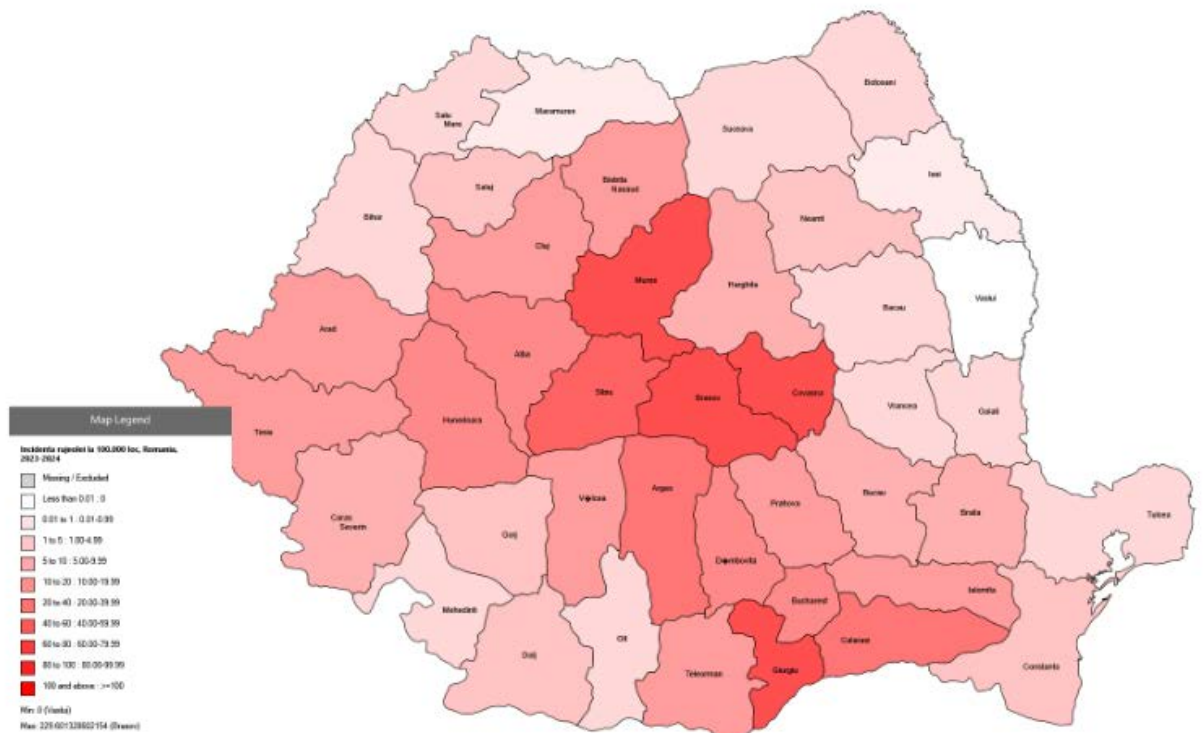 Botosani
Satu
Mare
Maramures
Suceava
Iasi
Salaj
Bistrita
Nasaud
Neamt
Bihor
Cluj
Mures
Harghita
Bacau
Vaslui
Arad
Alba
Sibiu
Brasov
Covasna
Vrancea
Galati
Timis
Hunedoara
Map Legend
Incidenta rujeolei la 100.000 loc, Romania,
2023-2024
Missing / Excluded
Less than 0.01 : 0
0.01 to 1 : 0.01-0.99
1 to 5 : 1.00-4.99
5 to 10 : 5.00-9.99
10 to 20 : 10.00-19.99
20 to 40 : 20.00-39.99
40 to 60 : 40.00-59.99
60 to 80 : 60.00-79.99
80 to 100 : 80.00-99.99
100 and above : >=100
Min: 0 (Vaslui)
Max: (Brasov)
Caras
Severin
Gorj
V�lcea
Arges
Prahova
Buzau
Braila
Tulcea
D�mbovita
Mehedinti
Dolj
Olt
Teleorman
Giurgiu
Bucharest
Ialomita
Calarasi
Constanta